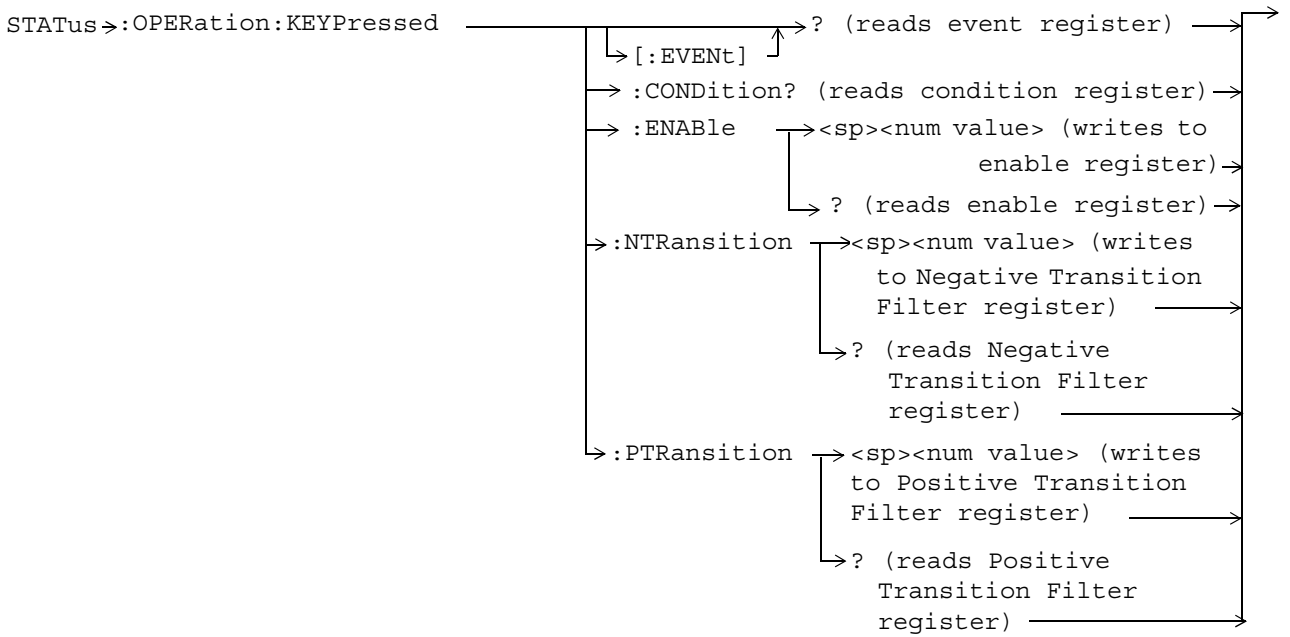 STATus :OPERation:KEYPressed ? (reads event register)
[:EVENt]
:CONDition? (reads condition register)
:ENABle <sp><num value> (writes to
enable register)
? (reads enable register)
:NTRansition <sp><num value> (writes
to Negative Transition
Filter register)
? (reads Negative
Transition Filter
register)
:PTRansition <sp><num value> (writes
to Positive Transition
Filter register)
? (reads Positive
Transition Filter
register)